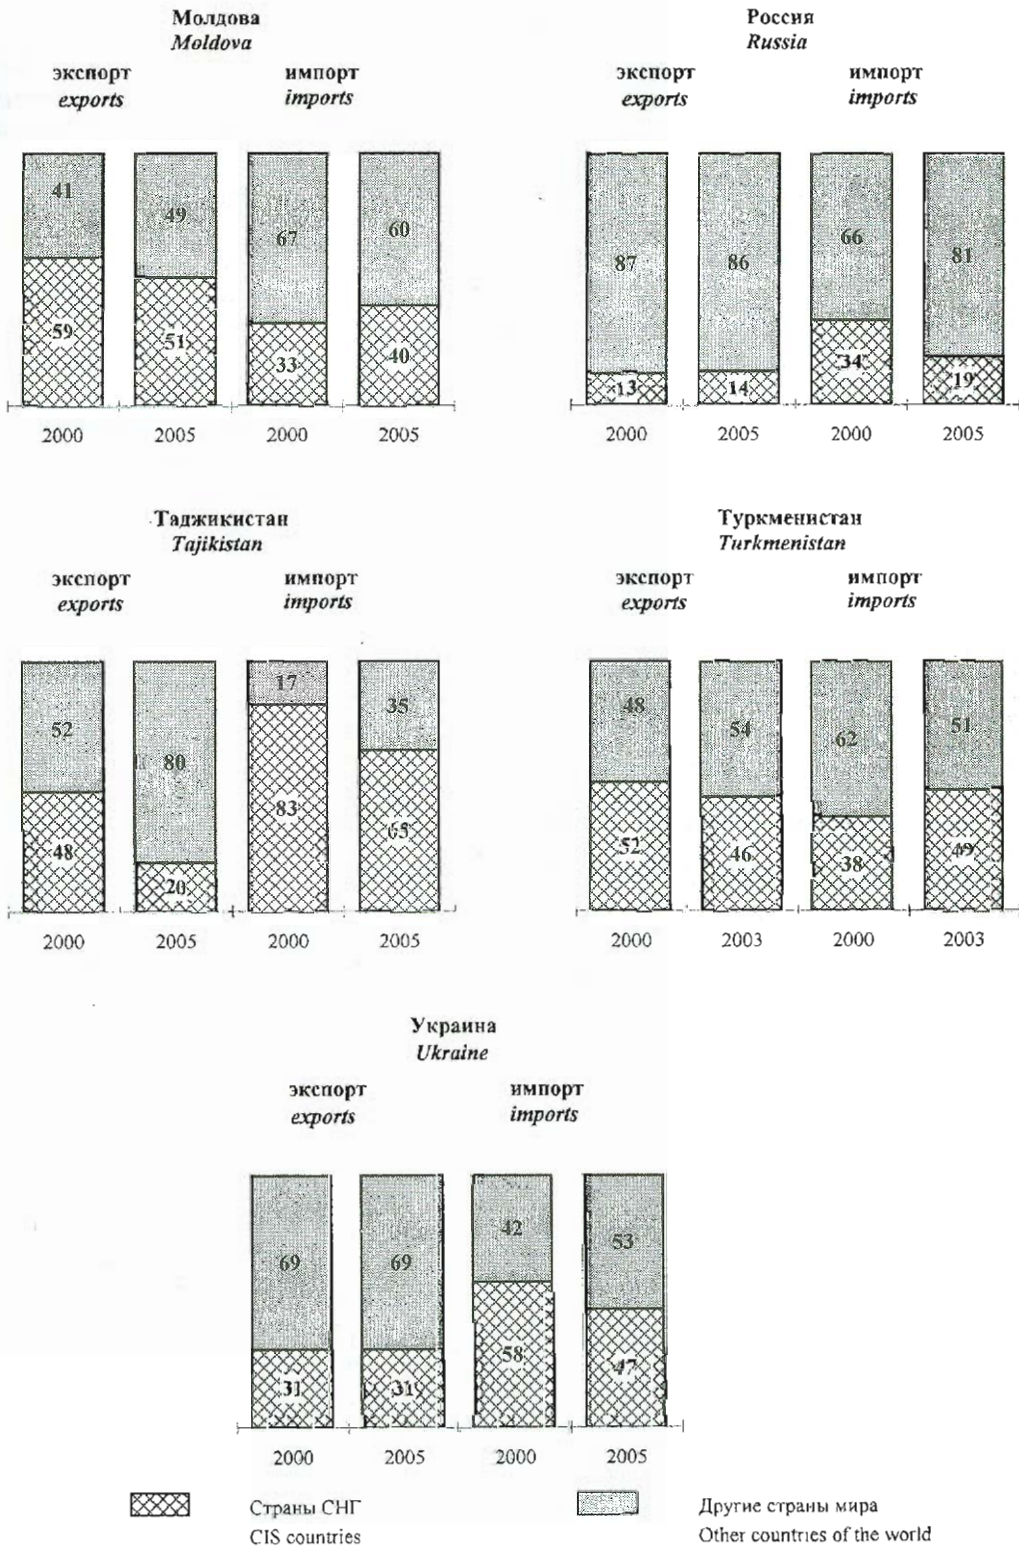 Молдова
Moldova
экспорт импорт
exports imports
41 49 67 60
59 51 33 40
2000 2005 2000 2005
Россия
Russia
экспорт импорт
exports imports
87 86 66 81
13 14 34 19
2000 2005 2000 2005
Таджикистан
Tajikistan
экспорт импорт
exports imports
52 80 17 35
48 20 83 65
2000 2005 2000 2005
Туркменистан
Turkmenistan
экспорт импорт
exports imports
48 54 62 51
52 46 38 49
2000 2003 2000 2003
Украина
Ukraine
экспорт импорт
exports imports
69 69 42 53
31 31 58 47
2000 2005 2000 2005
Страны СНГ
CIS countries
Другие страны мира
Other countries of the world